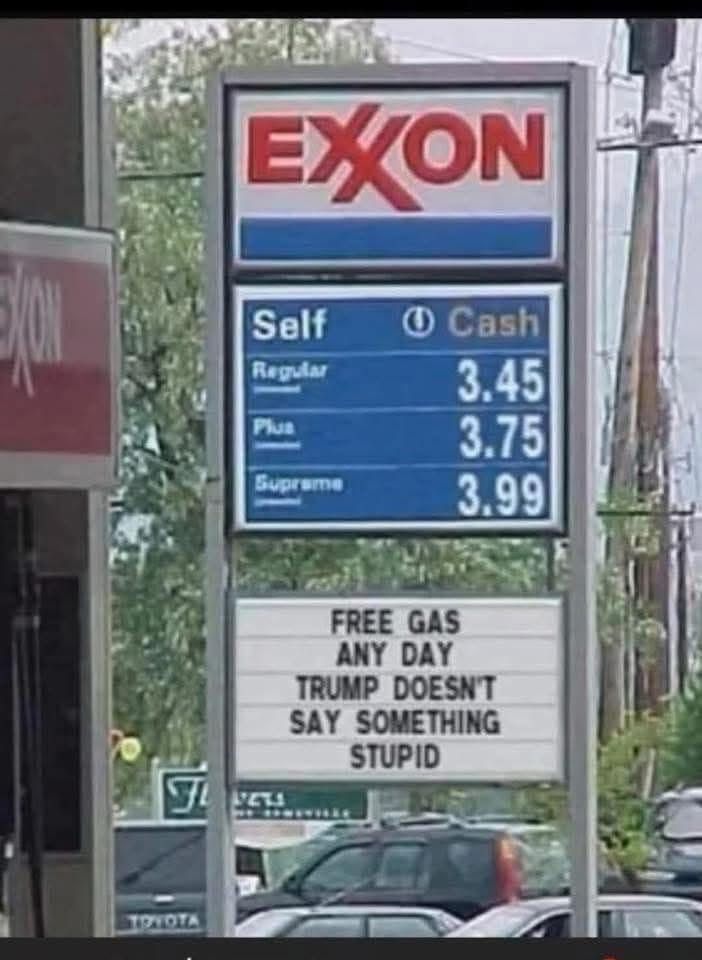 EXXON
EXXON
Self Cash
Regular 3.45
Plus 3.75
Supreme 3.99
FREE GAS
ANY DAY
TRUMP DOESN'T
SAY SOMETHING
STUPID
TOYOTA